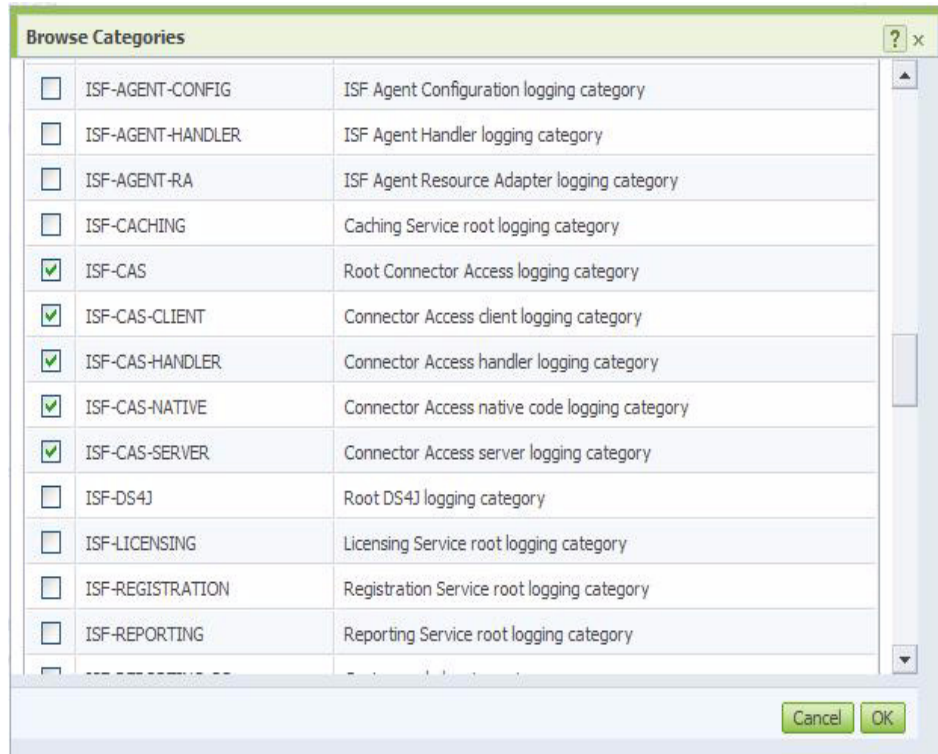 Browse Categories ? ×
ISF-AGENT-CONFIG ISF Agent Configuration logging category
ISF-AGENT-HANDLER ISF Agent Handler logging category
ISF-AGENT-RA ISF Agent Resource Adapter logging category
ISF-CACHING Caching Service root logging category
ISF-CAS Root Connector Access logging category
ISF-CAS-CLIENT Connector Access client logging category
ISF-CAS-HANDLER Connector Access handler logging category
ISF-CAS-NATIVE Connector Access native code logging category
ISF-CAS-SERVER Connector Access server logging category
ISF-DS4J Root DS4J logging category
ISF-LICENSING Licensing Service root logging category
ISF-REGISTRATION Registration Service root logging category
ISF-REPORTING Reporting Service root logging category
Cancel OK